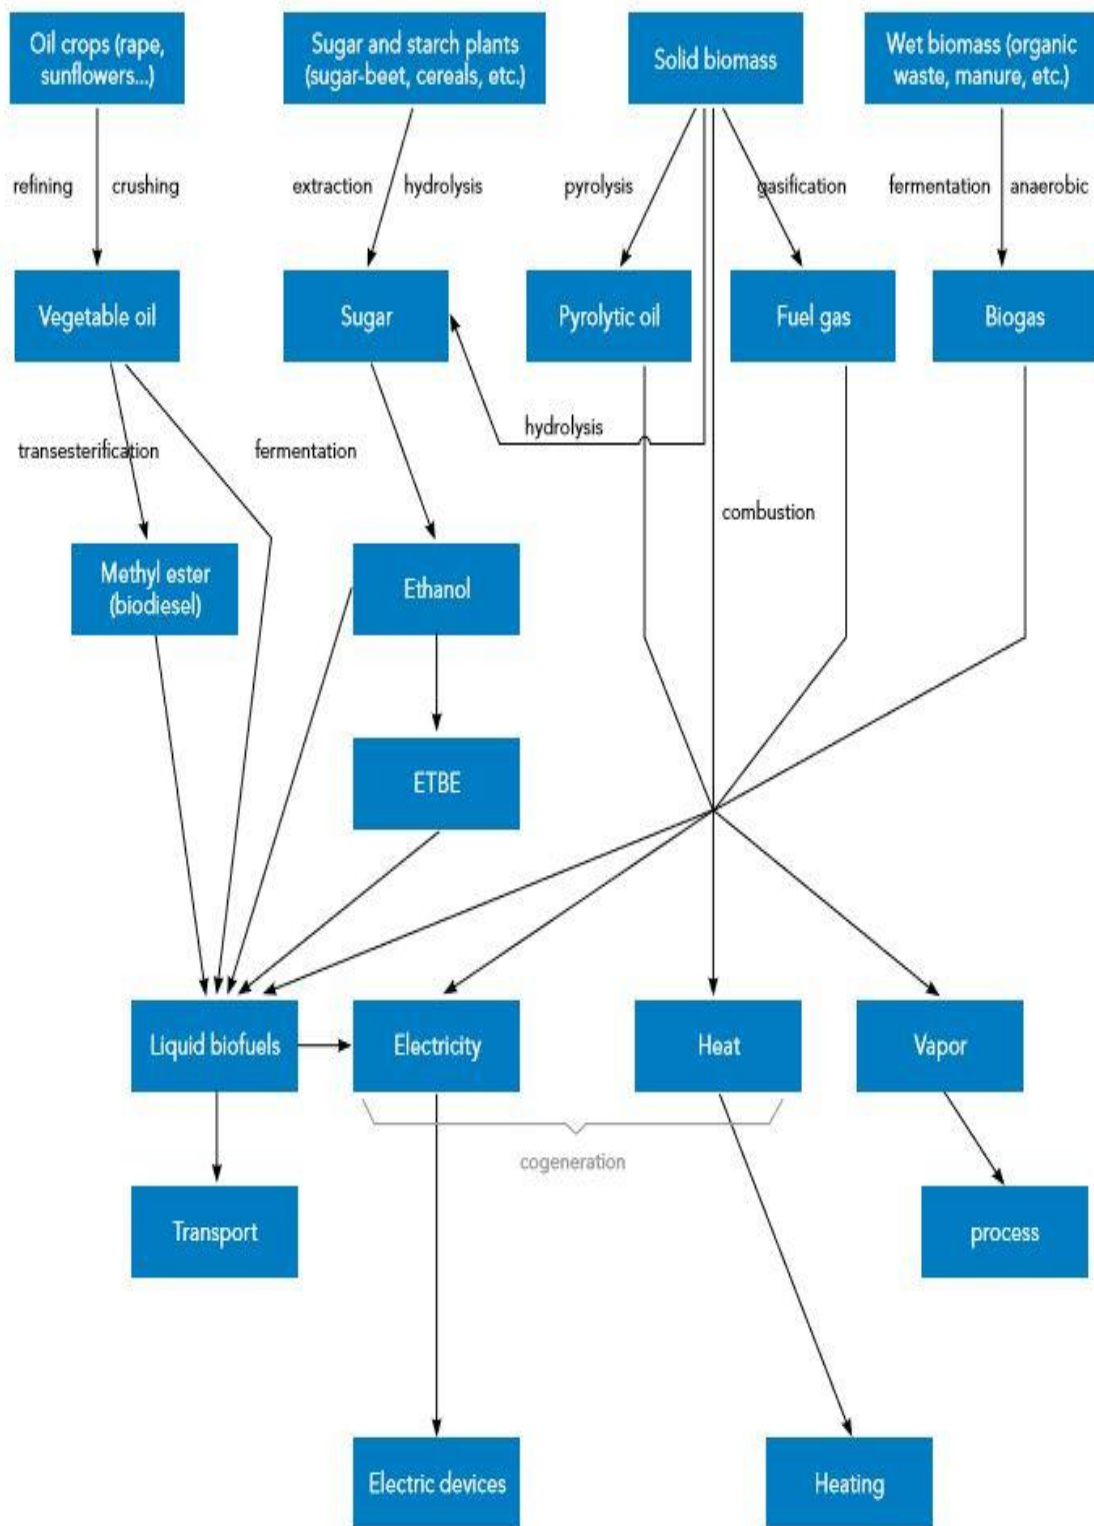 Oil crops (rape,
sunflowers...)
Sugar and starch plants
(sugar-beet, cereals, etc.)
Solid biomass
Wet biomass (organic
waste, manure, etc.)
refining
crushing
extraction
hydrolysis
pyrolysis
gasification
fermentation
anaerobic
Vegetable oil
Sugar
Pyrolytic oil
Fuel gas
Biogas
hydrolysis
transesterification
fermentation
combustion
Methyl ester
(biodiesel)
Ethanol
ETBE
Liquid biofuels
Electricity
Heat
Vapor
cogeneration
Transport
process
Electric devices
Heating